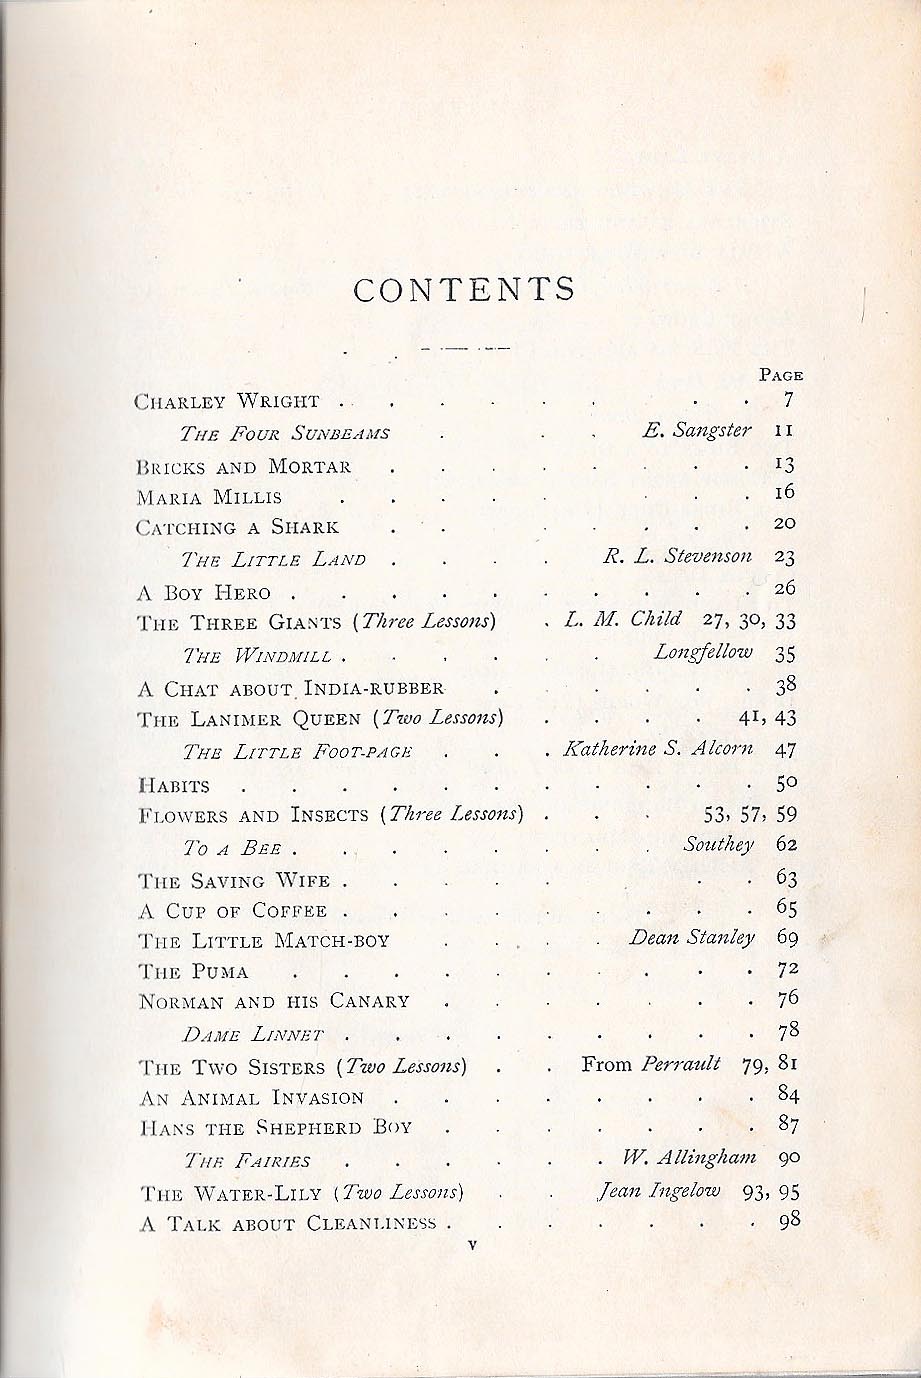 CONTENTS
PAGE
CHARLEY WRIGHT . . . . . . . . 7
THE FOUR SUNBEAMS . . . E. Sangster 11
BRICKS AND MORTAR . . . . . . . . 13
MARIA MILLIS . . . . . . . . . 16
CATCHING A SHARK . . . . . . . 20
THE LITTLE LAND . . . . R. L. Stevenson 23
A BOY HERO . . . . . . . . . . 26
THE THREE GIANTS (Three Lessons) . L. M. Child 27, 30, 33
THE WINDMILL . . . . . . Longfellow 35
A CHAT ABOUT INDIA-RUBBER . . . . . . 38
THE LANIMER QUEEN (Two Lessons) . . . . 41, 43
THE LITTLE FOOT-PAGE . . . Katherine S. Alcorn 47
HABITS . . . . . . . . . . . 50
FLOWERS AND INSECTS (Three Lessons) . . . 53, 57, 59
TO A BEE . . . . . . . . Southey 62
THE SAVING WIFE . . . . . . . . 63
A CUP OF COFFEE . . . . . . . . . 65
THE LITTLE MATCH-BOY . . . . Dean Stanley 69
THE PUMA . . . . . . . . . . 72
NORMAN AND HIS CANARY . . . . . . . 76
DAME LINNET . . . . . . . . . 78
THE TWO SISTERS (Two Lessons) . . From Perrault 79, 81
AN ANIMAL INVASION . . . . . . . . 84
HANS THE SHEPHERD BOY . . . . . . . 87
THE FAIRIES . . . . . . W. Allingham 90
THE WATER-LILY (Two Lessons) . . Jean Ingelow 93, 95
A TALK ABOUT CLEANLINESS . . . . . . . 98
v